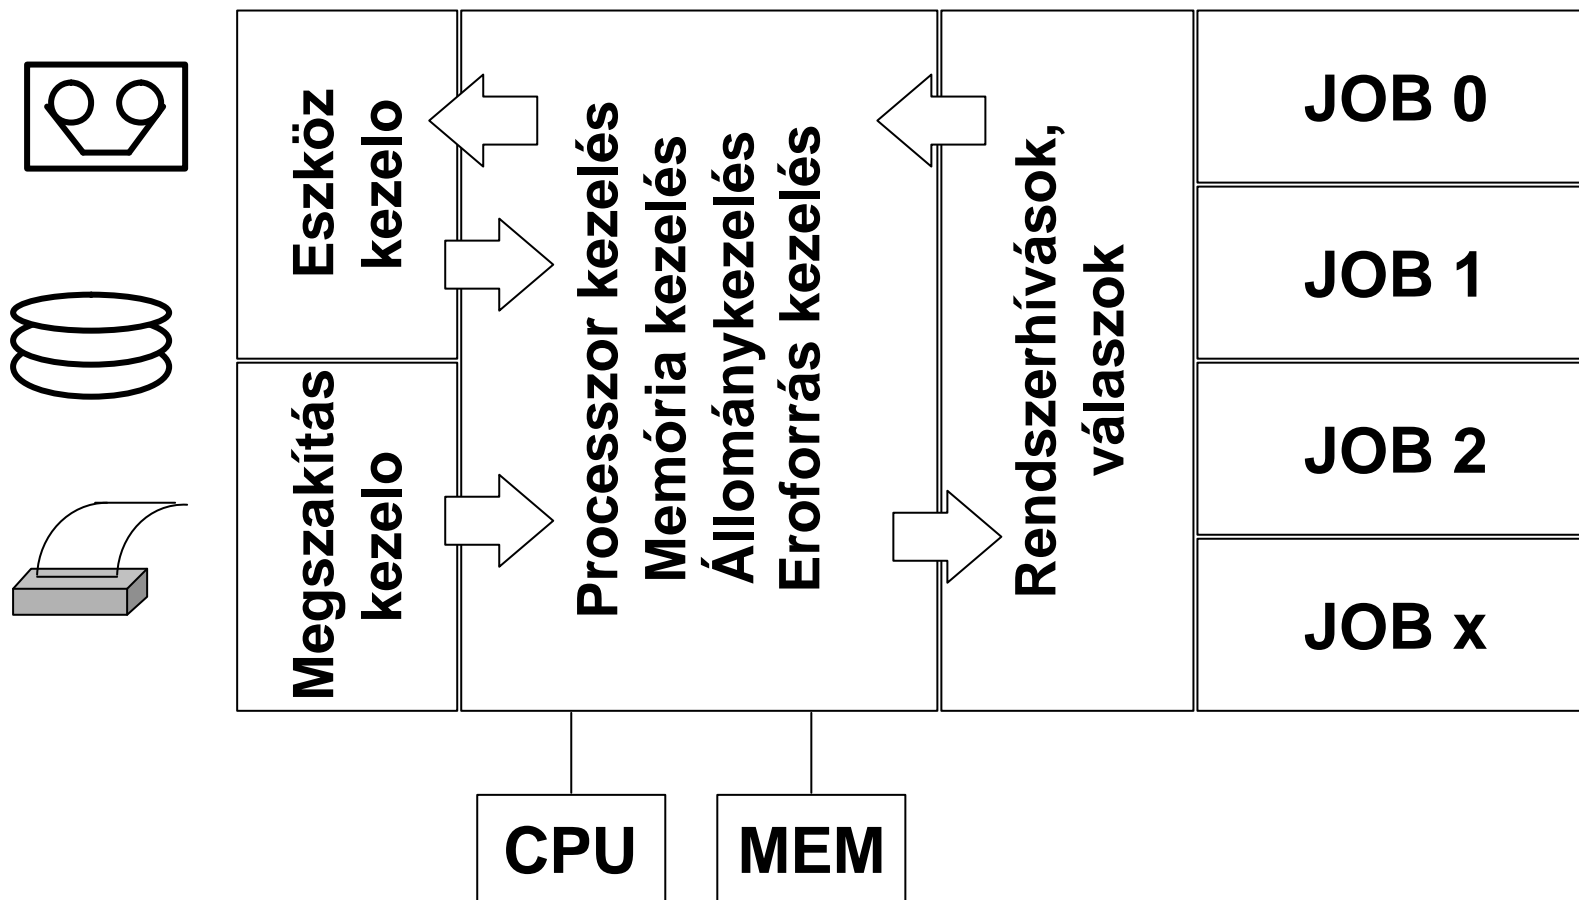 Eszköz
kezelo
Megszakítás
kezelo
Processzor kezelés
Memória kezelés
Állománykezelés
Eroforrás kezelés
Rendszerhívások,
válaszok
JOB 0
JOB 1
JOB 2
JOB x
CPU
MEM